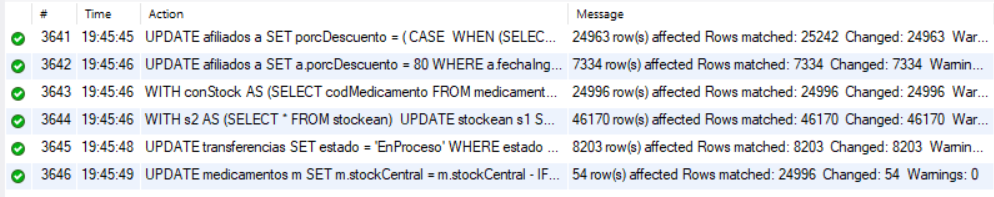 # Time Action Message
3641 19:45:45 UPDATE afiliados a SET porcDescuento = (CASE WHEN (SELEC... 24963 row(s) affected Rows matched: 25242 Changed: 24963 War...
3642 19:45:46 UPDATE afiliados a SET a.porcDescuento = 80 WHERE a.fechaIng... 7334 row(s) affected Rows matched: 7334 Changed: 7334 Warnin...
3643 19:45:46 WITH conStock AS (SELECT codMedicamento FROM medicament... 24996 row(s) affected Rows matched: 24996 Changed: 24996 War...
3644 19:45:46 WITH s2 AS (SELECT * FROM stockean) UPDATE stockean s1 S... 46170 row(s) affected Rows matched: 46170 Changed: 46170 War...
3645 19:45:48 UPDATE transferencias SET estado = 'EnProceso' WHERE estado ... 8203 row(s) affected Rows matched: 8203 Changed: 8203 Warnin...
3646 19:45:49 UPDATE medicamentos m SET m.stockCentral = m.stockCentral - IF... 54 row(s) affected Rows matched: 24996 Changed: 54 Warnings: 0